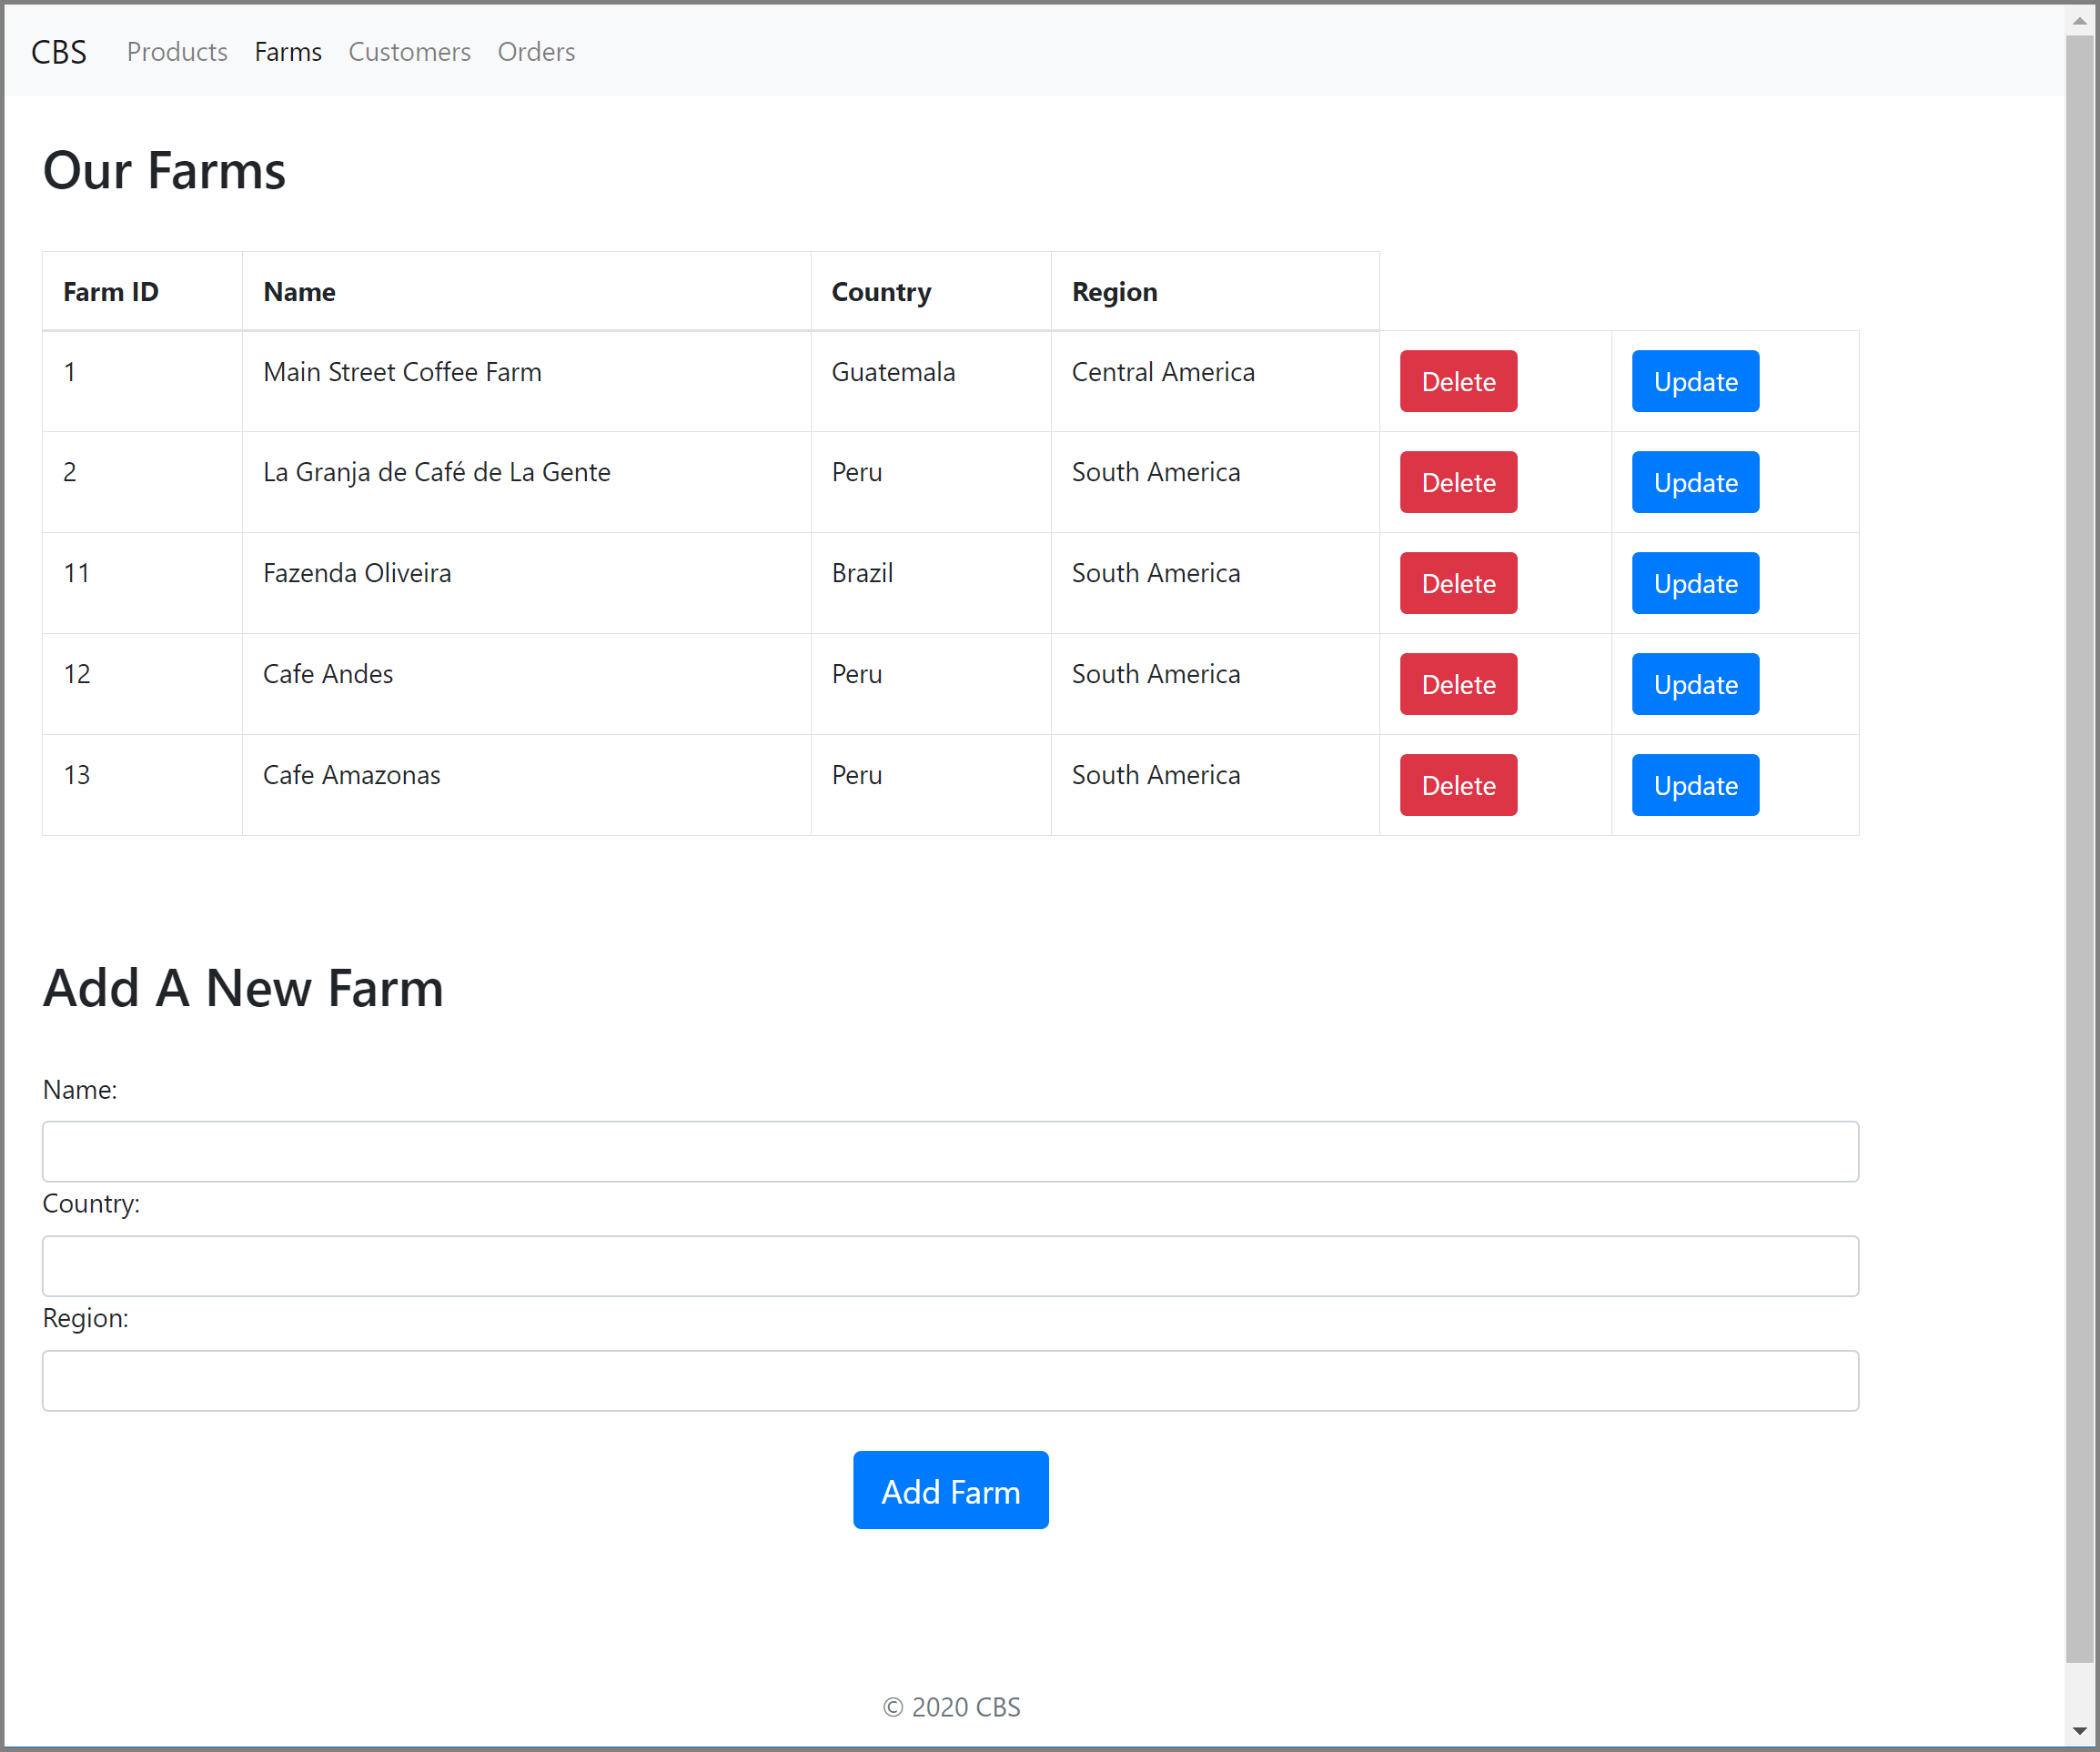 CBS Products Farms Customers Orders
Our Farms
Farm ID Name Country Region
1 Main Street Coffee Farm Guatemala Central America Delete Update
2 La Granja de Café de La Gente Peru South America Delete Update
11 Fazenda Oliveira Brazil South America Delete Update
12 Cafe Andes Peru South America Delete Update
13 Cafe Amazonas Peru South America Delete Update
Add A New Farm
Name:
Country:
Region:
Add Farm
© 2020 CBS